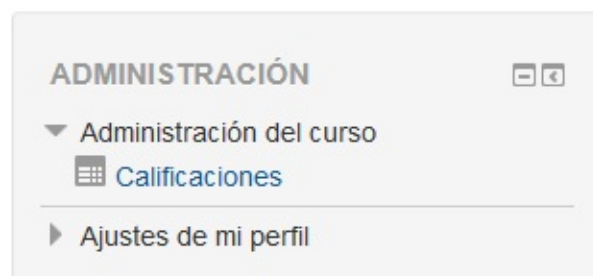 ADMINISTRACIÓN
Administración del curso
Calificaciones
Ajustes de mi perfil